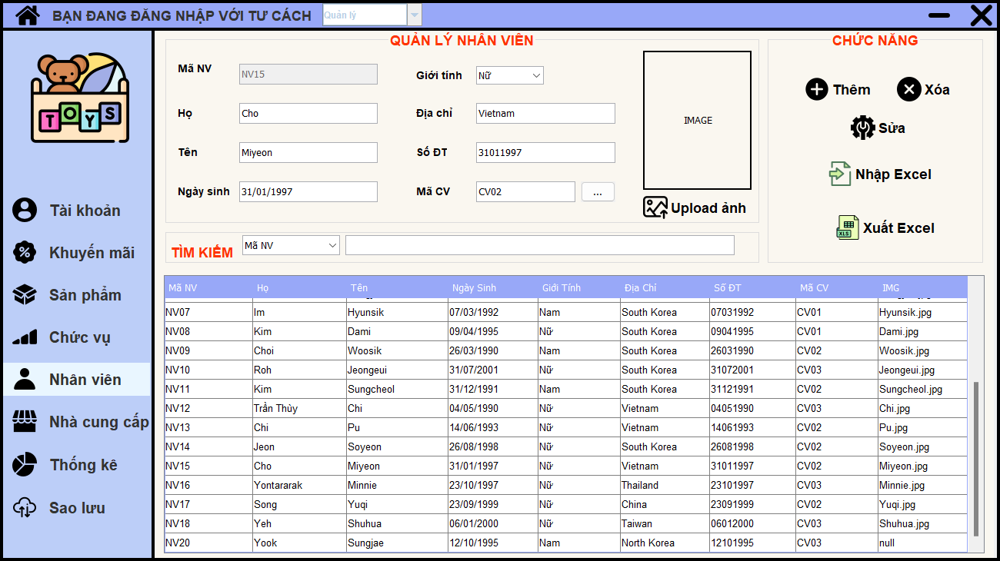 BẠN ĐANG ĐĂNG NHẬP VỚI TƯ CÁCH Quản lý
TOYS
Tài khoản
Khuyến mãi
Sản phẩm
Chức vụ
Nhân viên
Nhà cung cấp
Thống kê
Sao lưu
QUẢN LÝ NHÂN VIÊN
Mã NV NV15 Giới tính Nữ
Họ Cho Địa chỉ Vietnam
Tên Miyeon Số ĐT 31011997
Ngày sinh 31/01/1997 Mã CV CV02 ...
IMAGE
Upload ảnh
CHỨC NĂNG
Thêm Xóa
Sửa
Nhập Excel
XLS Xuất Excel
TÌM KIẾM Mã NV
Mã NV Họ Tên Ngày Sinh Giới Tính Địa Chỉ Số ĐT Mã CV IMG
NV07 Im Hyunsik 07/03/1992 Nam South Korea 07031992 CV01 Hyunsik.jpg
NV08 Kim Dami 09/04/1995 Nữ South Korea 09041995 CV01 Dami.jpg
NV09 Choi Woosik 26/03/1990 Nam South Korea 26031990 CV02 Woosik.jpg
NV10 Roh Jeongeui 31/07/2001 Nữ South Korea 31072001 CV03 Jeongeui.jpg
NV11 Kim Sungcheol 31/12/1991 Nam South Korea 31121991 CV02 Sungcheol.jpg
NV12 Trần Thùy Chi 04/05/1990 Nữ Vietnam 04051990 CV03 Chi.jpg
NV13 Chi Pu 14/06/1993 Nữ Vietnam 14061993 CV02 Pu.jpg
NV14 Jeon Soyeon 26/08/1998 Nữ South Korea 26081998 CV02 Soyeon.jpg
NV15 Cho Miyeon 31/01/1997 Nữ Vietnam 31011997 CV02 Miyeon.jpg
NV16 Yontararak Minnie 23/10/1997 Nữ Thailand 23101997 CV03 Minnie.jpg
NV17 Song Yuqi 23/09/1999 Nữ China 23091999 CV02 Yuqi.jpg
NV18 Yeh Shuhua 06/01/2000 Nữ Taiwan 06012000 CV03 Shuhua.jpg
NV20 Yook Sungjae 12/10/1995 Nam North Korea 12101995 CV03 null